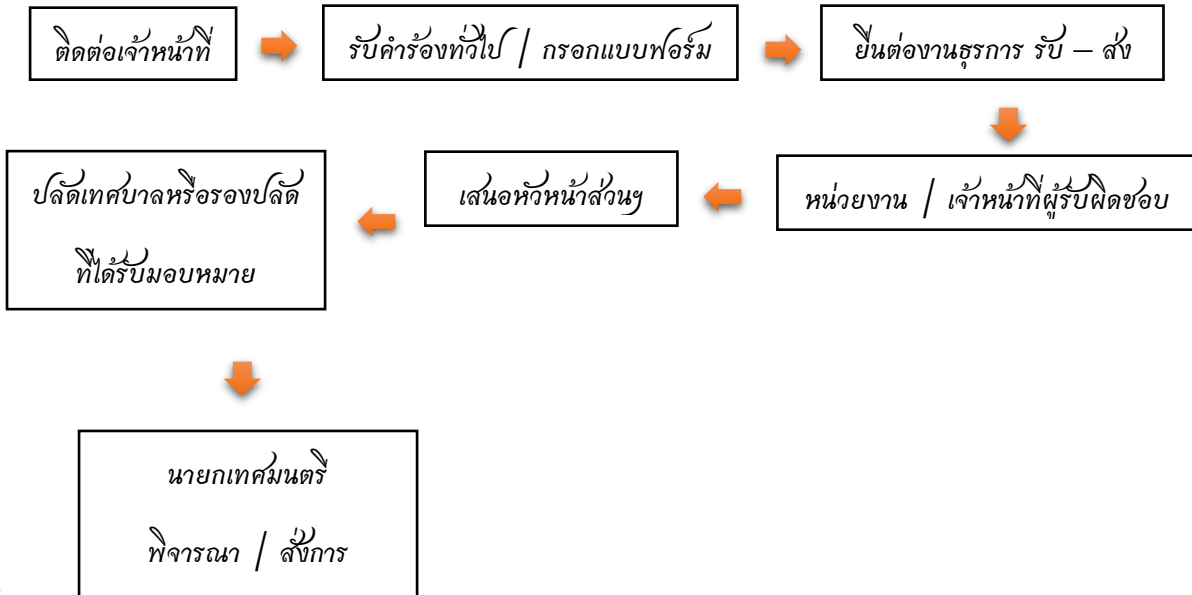 ติดต่อเจ้าหน้าที่
รับคำร้องทั่วไป / กรอกแบบฟอร์ม
ยื่นต่องานธุรการ รับ – ส่ง
หน่วยงาน / เจ้าหน้าที่ผู้รับผิดชอบ
เสนอหัวหน้าส่วนฯ
ปลัดเทศบาลหรือรองปลัด
ที่ได้รับมอบหมาย
นายกเทศมนตรี
พิจารณา / สั่งการ